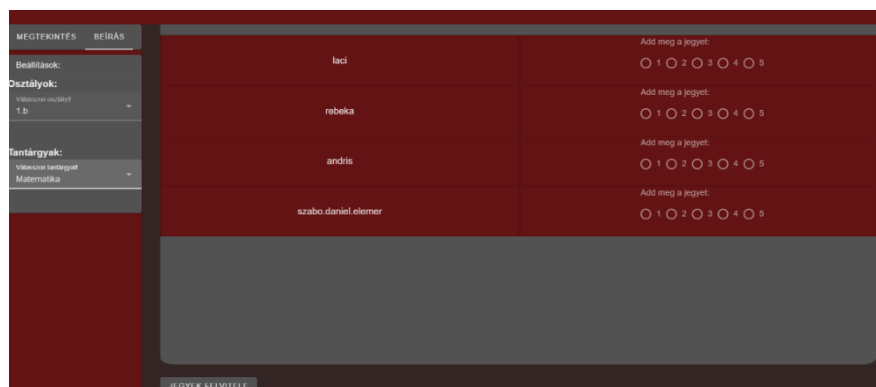 MEGTEKINTÉS BEÍRÁS
Beállítások:
Osztályok:
Válasszon osztályt!
1.b
Tantárgyak:
Válasszon tantárgyat!
Matematika
laci
Add meg a jegyet:
1 2 3 4 5
rebeka
Add meg a jegyet:
1 2 3 4 5
andris
Add meg a jegyet:
1 2 3 4 5
szabo.daniel.elemer
Add meg a jegyet:
1 2 3 4 5
JEGYEK FELVITELE